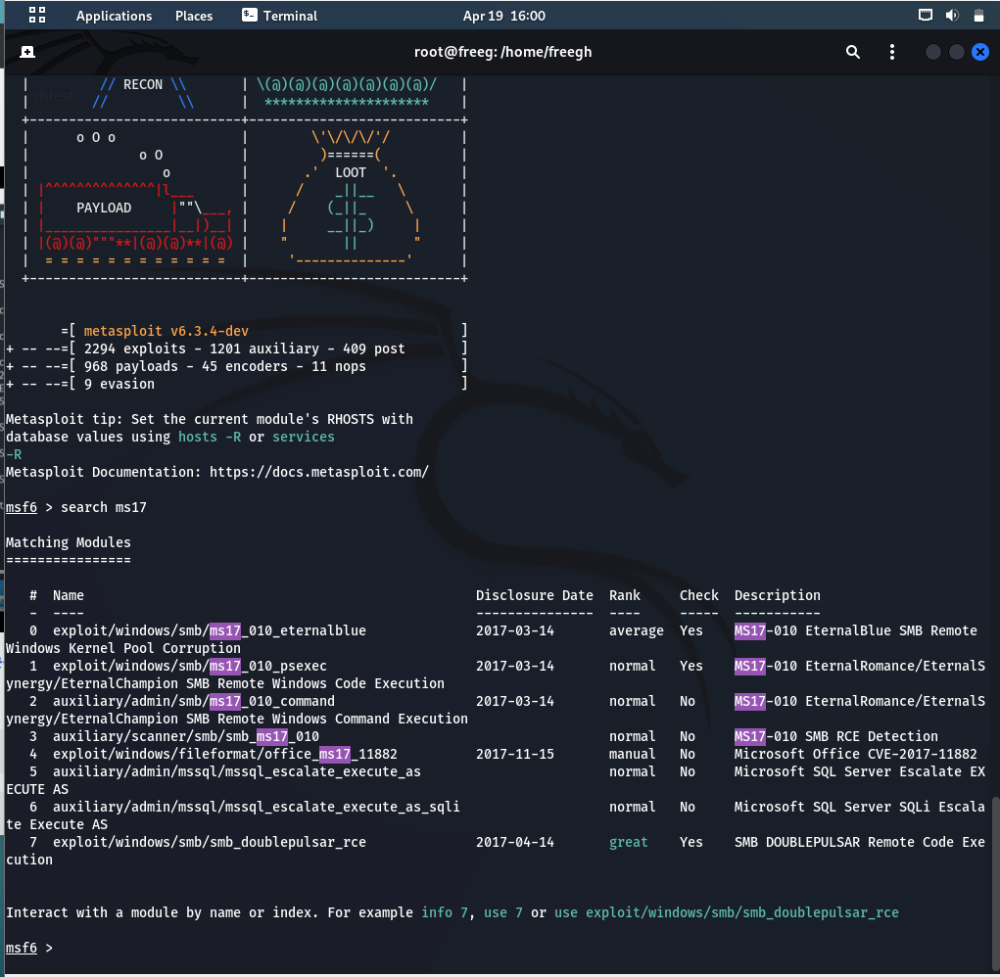 Applications Places Terminal Apr 19 16:00
root@freeg: /home/freegh
| // RECON \\ | \(@)(@)(@)(@)(@)(@)(@)/ |
| // \\ | ********************* |
+---------------------------+---------------------------+
| o O o | \'\/\/\/'/ |
| o O | )======( |
| o | .' LOOT '. |
| |^^^^^^^^^^^^^^|l___ | / _||__ \ |
| | PAYLOAD |""\___, | / (_||_ \ |
| |________________|__|)__| | | __||_) | |
| |(@)(@)"""**|(@)(@)**|(@) | " || " |
| = = = = = = = = = = = = | '--------------' |
+---------------------------+---------------------------+
=[ metasploit v6.3.4-dev ]
+ -- --=[ 2294 exploits - 1201 auxiliary - 409 post ]
+ -- --=[ 968 payloads - 45 encoders - 11 nops ]
+ -- --=[ 9 evasion ]
Metasploit tip: Set the current module's RHOSTS with
database values using hosts -R or services
-R
Metasploit Documentation: https://docs.metasploit.com/
msf6 > search ms17
Matching Modules
================
# Name Disclosure Date Rank Check Description
- ---- --------------- ---- ----- -----------
0 exploit/windows/smb/ms17_010_eternalblue 2017-03-14 average Yes MS17-010 EternalBlue SMB Remote
Windows Kernel Pool Corruption
1 exploit/windows/smb/ms17_010_psexec 2017-03-14 normal Yes MS17-010 EternalRomance/EternalS
ynergy/EternalChampion SMB Remote Windows Code Execution
2 auxiliary/admin/smb/ms17_010_command 2017-03-14 normal No MS17-010 EternalRomance/EternalS
ynergy/EternalChampion SMB Remote Windows Command Execution
3 auxiliary/scanner/smb/smb_ms17_010 normal No MS17-010 SMB RCE Detection
4 exploit/windows/fileformat/office_ms17_11882 2017-11-15 manual No Microsoft Office CVE-2017-11882
5 auxiliary/admin/mssql/mssql_escalate_execute_as normal No Microsoft SQL Server Escalate EX
ECUTE AS
6 auxiliary/admin/mssql/mssql_escalate_execute_as_sqli normal No Microsoft SQL Server SQLi Escala
te Execute AS
7 exploit/windows/smb/smb_doublepulsar_rce 2017-04-14 great Yes SMB DOUBLEPULSAR Remote Code Exe
cution
Interact with a module by name or index. For example info 7, use 7 or use exploit/windows/smb/smb_doublepulsar_rce
msf6 >